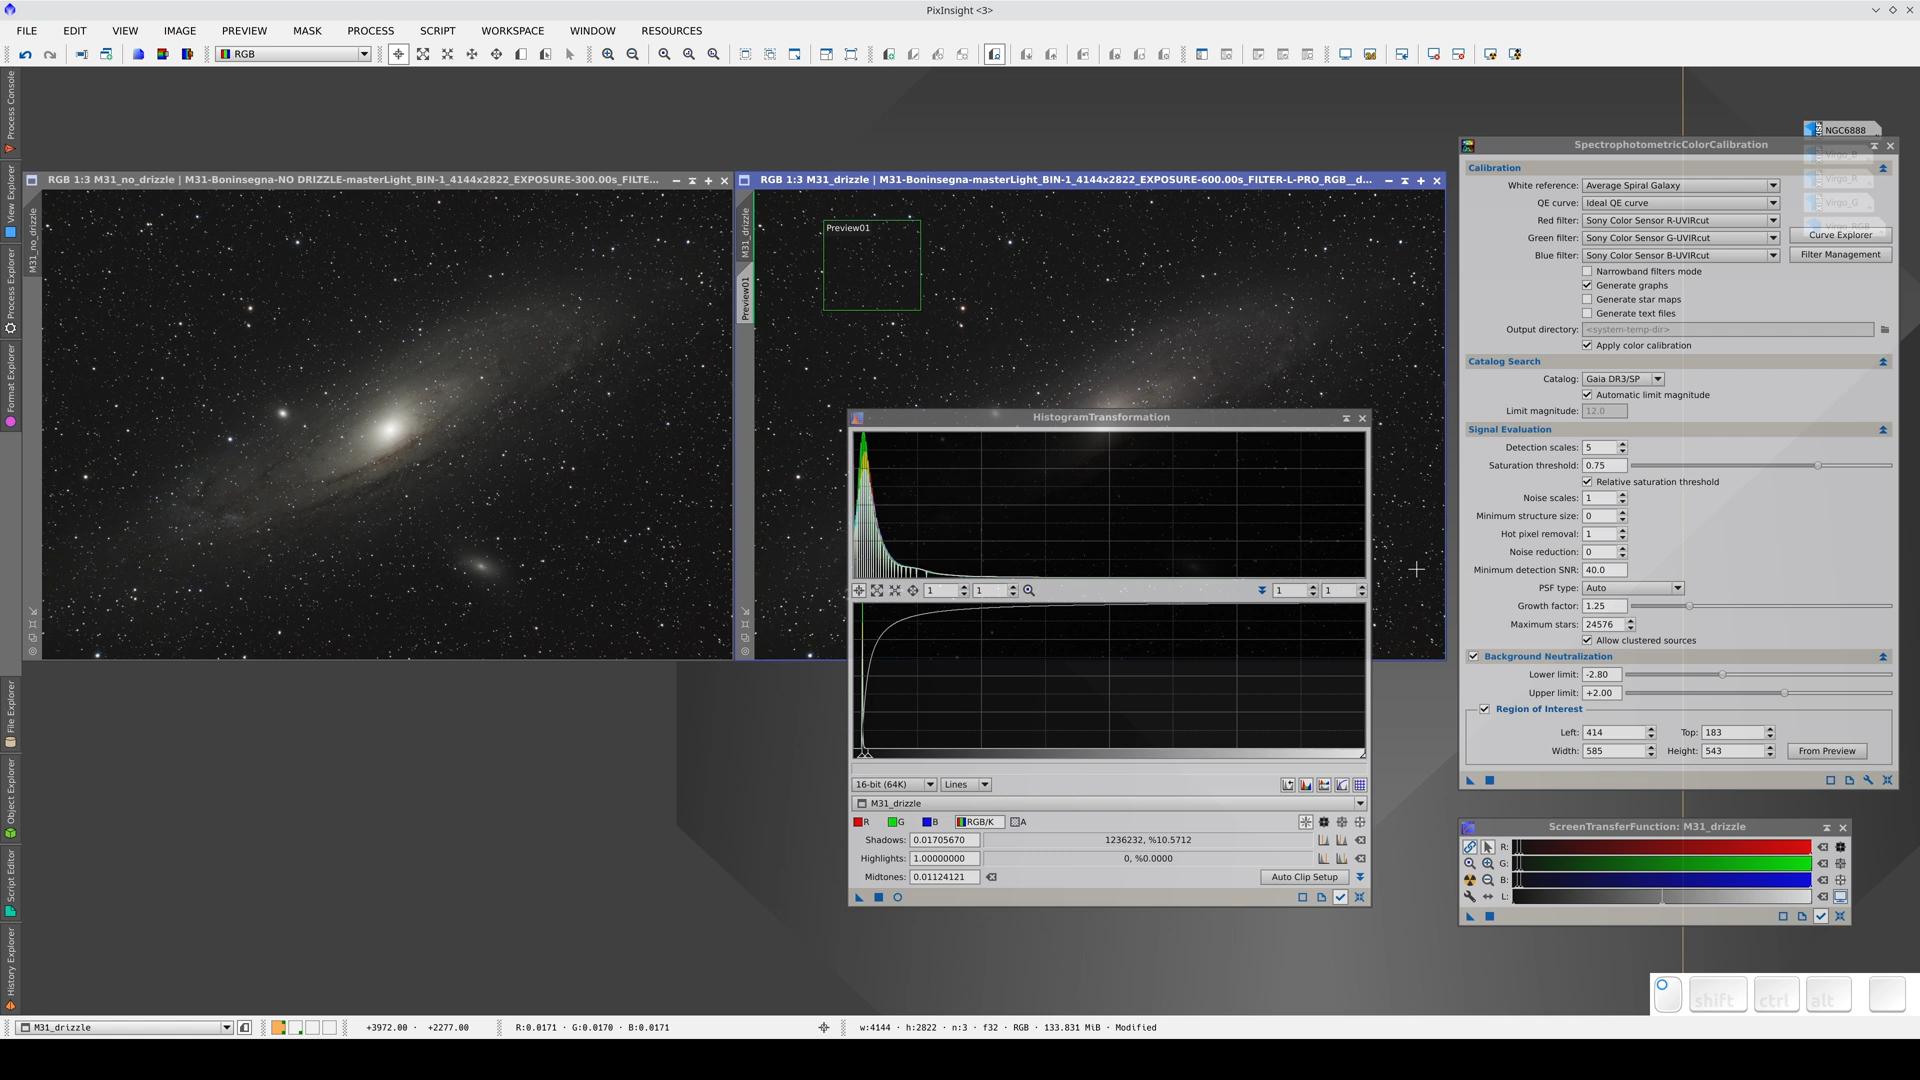 PixInsight <3>
FILE EDIT VIEW IMAGE PREVIEW MASK PROCESS SCRIPT WORKSPACE WINDOW RESOURCES
RGB
Process Console
View Explorer
Process Explorer
Format Explorer
File Explorer
Object Explorer
Script Editor
History Explorer
RGB 1:3 M31_no_drizzle | M31-Boninsegna-NO DRIZZLE-masterLight_BIN-1_4144x2822_EXPOSURE-300.00s_FILTE...
M31_no_drizzle
RGB 1:3 M31_drizzle | M31-Boninsegna-masterLight_BIN-1_4144x2822_EXPOSURE-600.00s_FILTER-L-PRO_RGB__d...
M31_drizzle
Preview01
Preview01
HistogramTransformation
1 1 1 1
16-bit (64K) Lines
M31_drizzle
R G B RGB/K A
Shadows: 0.01705670 1236232, %10.5712
Highlights: 1.00000000 0, %0.0000
Midtones: 0.01124121 Auto Clip Setup
NGC6888
Virgo_B
Virgo_R
Virgo_G
Virgo_RGB
SpectrophotometricColorCalibration
Calibration
White reference: Average Spiral Galaxy
QE curve: Ideal QE curve
Red filter: Sony Color Sensor R-UVIRcut
Green filter: Sony Color Sensor G-UVIRcut Curve Explorer
Blue filter: Sony Color Sensor B-UVIRcut Filter Management
Narrowband filters mode
Generate graphs
Generate star maps
Generate text files
Output directory: <system-temp-dir>
Apply color calibration
Catalog Search
Catalog: Gaia DR3/SP
Automatic limit magnitude
Limit magnitude: 12.0
Signal Evaluation
Detection scales: 5
Saturation threshold: 0.75
Relative saturation threshold
Noise scales: 1
Minimum structure size: 0
Hot pixel removal: 1
Noise reduction: 0
Minimum detection SNR: 40.0
PSF type: Auto
Growth factor: 1.25
Maximum stars: 24576
Allow clustered sources
Background Neutralization
Lower limit: -2.80
Upper limit: +2.00
Region of Interest
Left: 414 Top: 183
Width: 585 Height: 543 From Preview
ScreenTransferFunction: M31_drizzle
R:
G:
B:
L:
shift ctrl alt
M31_drizzle +3972.00 · +2277.00 R:0.0171 · G:0.0170 · B:0.0171 w:4144 · h:2822 · n:3 · f32 · RGB · 133.831 MiB · Modified